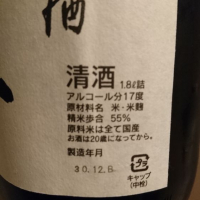 酒
清酒 1.8ℓ詰
アルコール分17度
原材料名 米・米麹
精米歩合 55%
原料米は全て国産
お酒は20歳になってから。
製造年月
30.12.B
キャップ
(中栓)